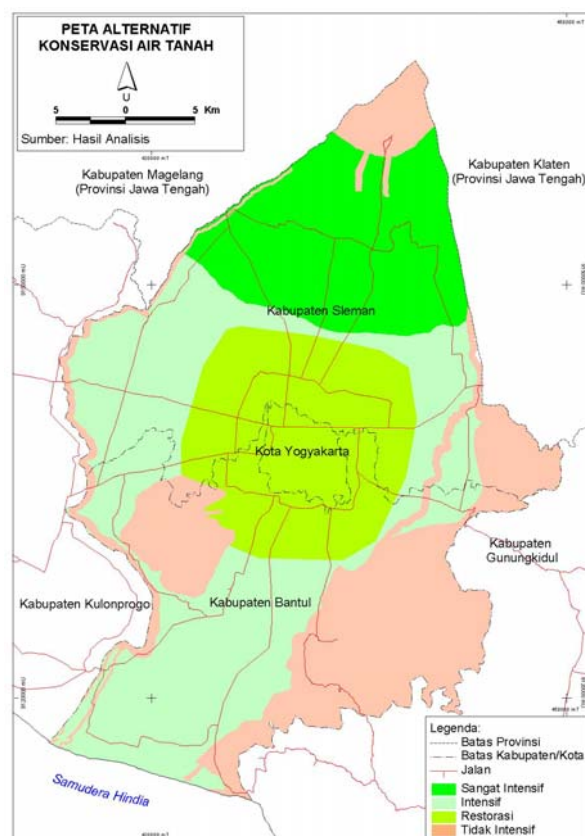 PETA ALTERNATIF
KONSERVASI AIR TANAH
U
5 0 5 Km
Sumber: Hasil Analisis
Kabupaten Magelang
(Provinsi Jawa Tengah)
Kabupaten Klaten
(Provinsi Jawa Tengah)
Kabupaten Sleman
Kota Yogyakarta
Kabupaten
Gunungkidul
Kabupaten Kulonprogo
Kabupaten Bantul
Samudera Hindia
Legenda:
Batas Provinsi
Batas Kabupaten/Kota
Jalan
Sangat Intensif
Intensif
Restorasi
Tidak Intensif